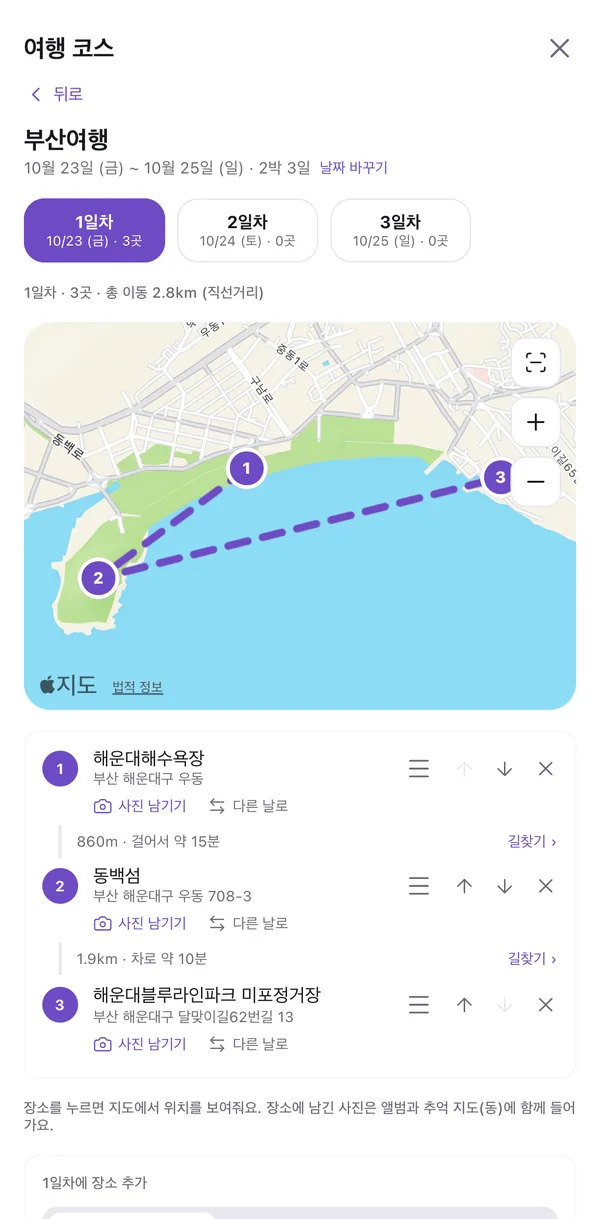 여행 코스
뒤로
부산여행
10월 23일 (금) ~ 10월 25일 (일) · 2박 3일 날짜 바꾸기
1일차
10/23 (금) · 3곳
2일차
10/24 (토) · 0곳
3일차
10/25 (일) · 0곳
1일차 · 3곳 · 총 이동 2.8km (직선거리)
중동1로
구남로
동백로
1
3
2
지도
법적 정보
1
해운대해수욕장
부산 해운대구 우동
사진 남기기
다른 날로
860m · 걸어서 약 15분
길찾기 ›
2
동백섬
부산 해운대구 우동 708-3
사진 남기기
다른 날로
1.9km · 차로 약 10분
길찾기 ›
3
해운대블루라인파크 미포정거장
부산 해운대구 달맞이길62번길 13
사진 남기기
다른 날로
장소를 누르면 지도에서 위치를 보여줘요. 장소에 남긴 사진은 앨범과 추억 지도(동)에 함께 들어
가요.
1일차에 장소 추가